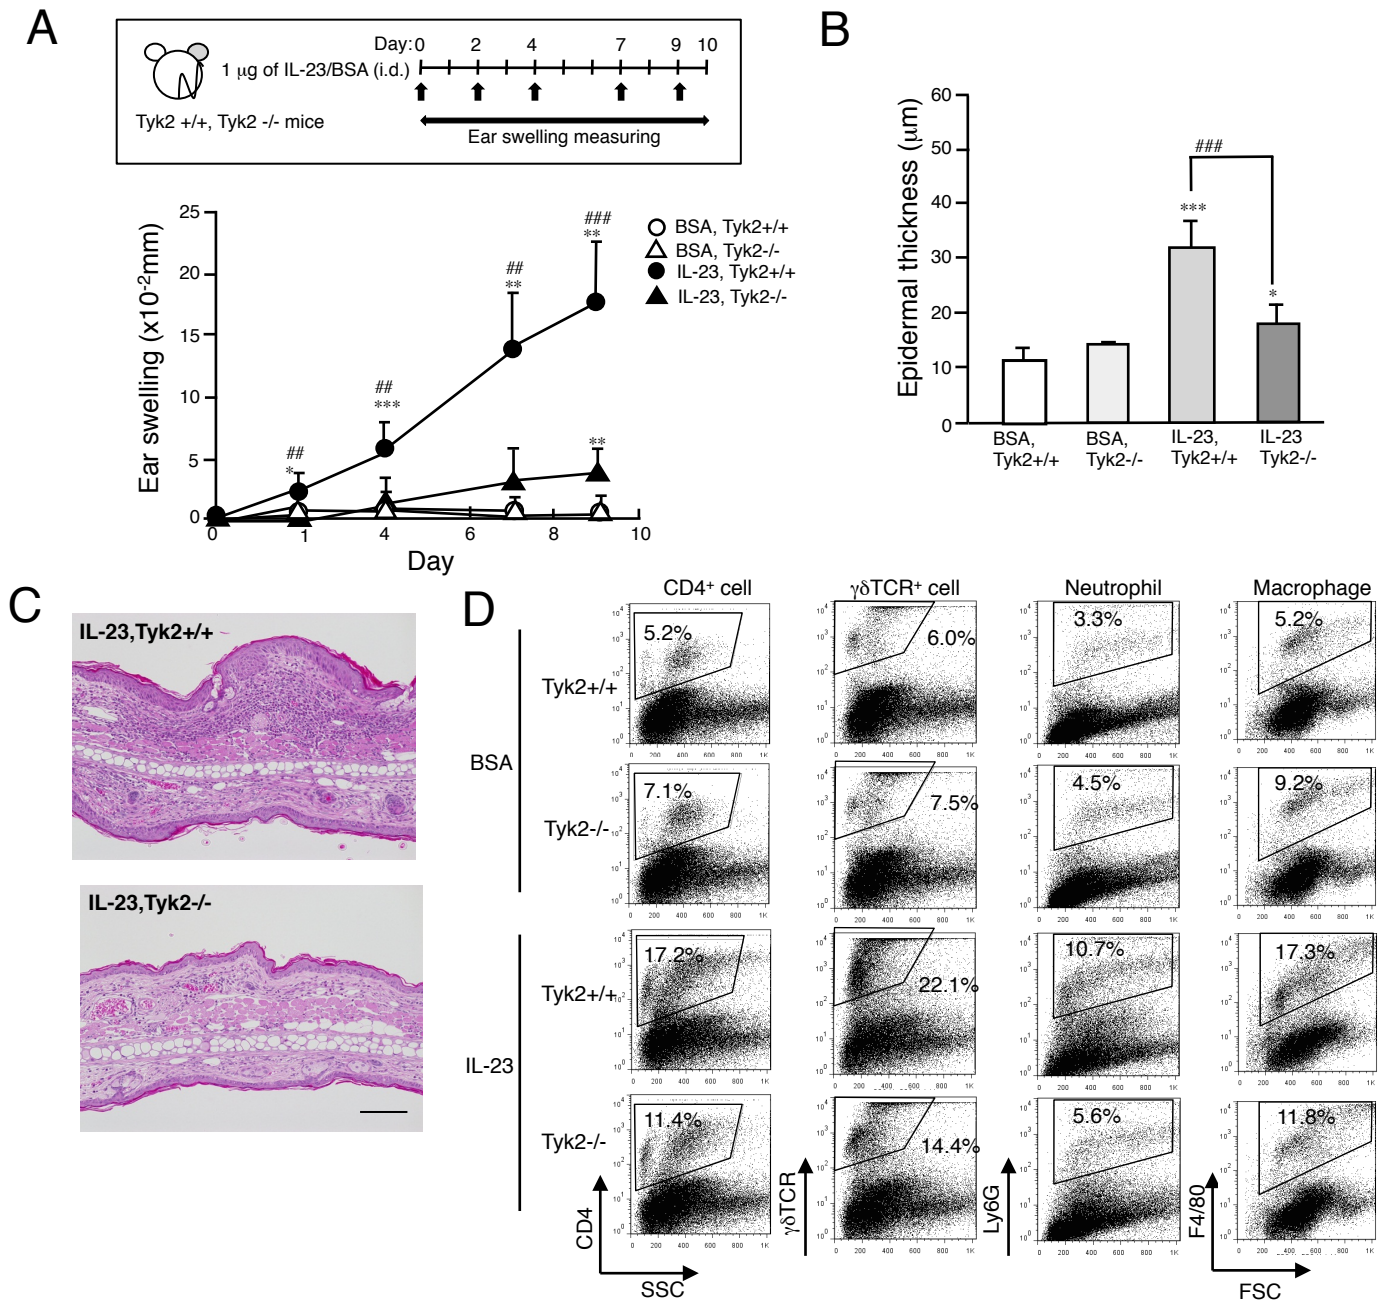 A
Day: 0 2 4 7 9 10
1 μg of IL-23/BSA (i.d.)
Tyk2 +/+, Tyk2 -/- mice
Ear swelling measuring
Ear swelling (x10⁻²mm)
25
20
15
10
5
0
0 1 4 6 8 10
Day
##
*
##
***
##
**
###
**
**
BSA, Tyk2+/+
BSA, Tyk2-/-
IL-23, Tyk2+/+
IL-23, Tyk2-/-
B
Epidermal thickness (μm)
60
50
40
30
20
10
0
###
***
*
BSA,
Tyk2+/+
BSA,
Tyk2-/-
IL-23,
Tyk2+/+
IL-23
Tyk2-/-
C
IL-23,Tyk2+/+
IL-23,Tyk2-/-
D
CD4⁺ cell
γδTCR⁺ cell
Neutrophil
Macrophage
BSA
Tyk2+/+
5.2%
6.0%
3.3%
5.2%
Tyk2-/-
7.1%
7.5%
4.5%
9.2%
IL-23
Tyk2+/+
17.2%
22.1%
10.7%
17.3%
Tyk2-/-
11.4%
14.4%
5.6%
11.8%
CD4
SSC
γδTCR
Ly6G
F4/80
FSC